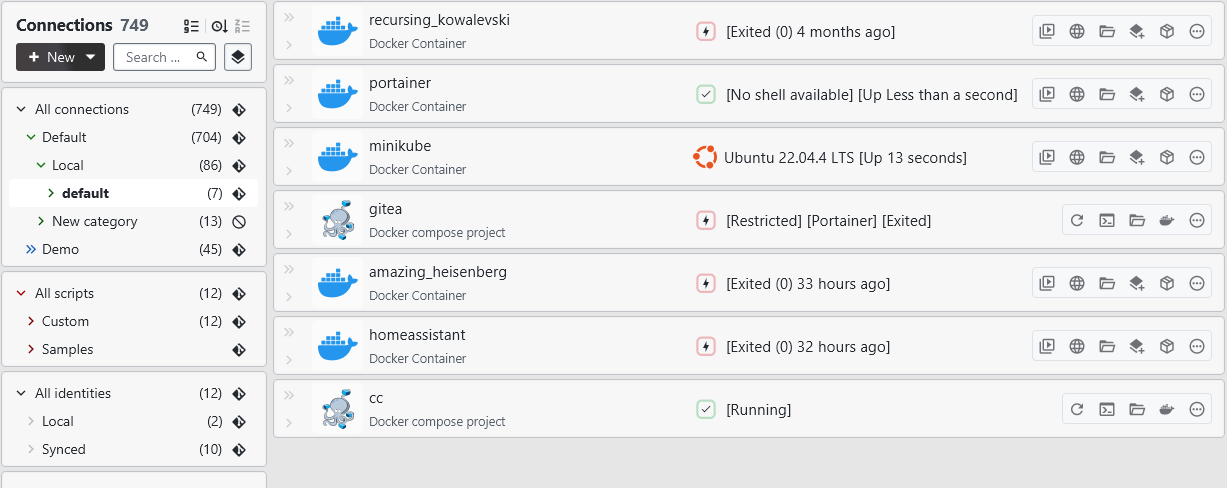 Connections 749
New
Search ...
All connections (749)
Default (704)
Local (86)
default (7)
New category (13)
Demo (45)
All scripts (12)
Custom (12)
Samples
All identities (12)
Local (2)
Synced (10)
recursing_kowalevski
Docker Container
[Exited (0) 4 months ago]
portainer
Docker Container
[No shell available] [Up Less than a second]
minikube
Docker Container
Ubuntu 22.04.4 LTS [Up 13 seconds]
gitea
Docker compose project
[Restricted] [Portainer] [Exited]
amazing_heisenberg
Docker Container
[Exited (0) 33 hours ago]
homeassistant
Docker Container
[Exited (0) 32 hours ago]
cc
Docker compose project
[Running]